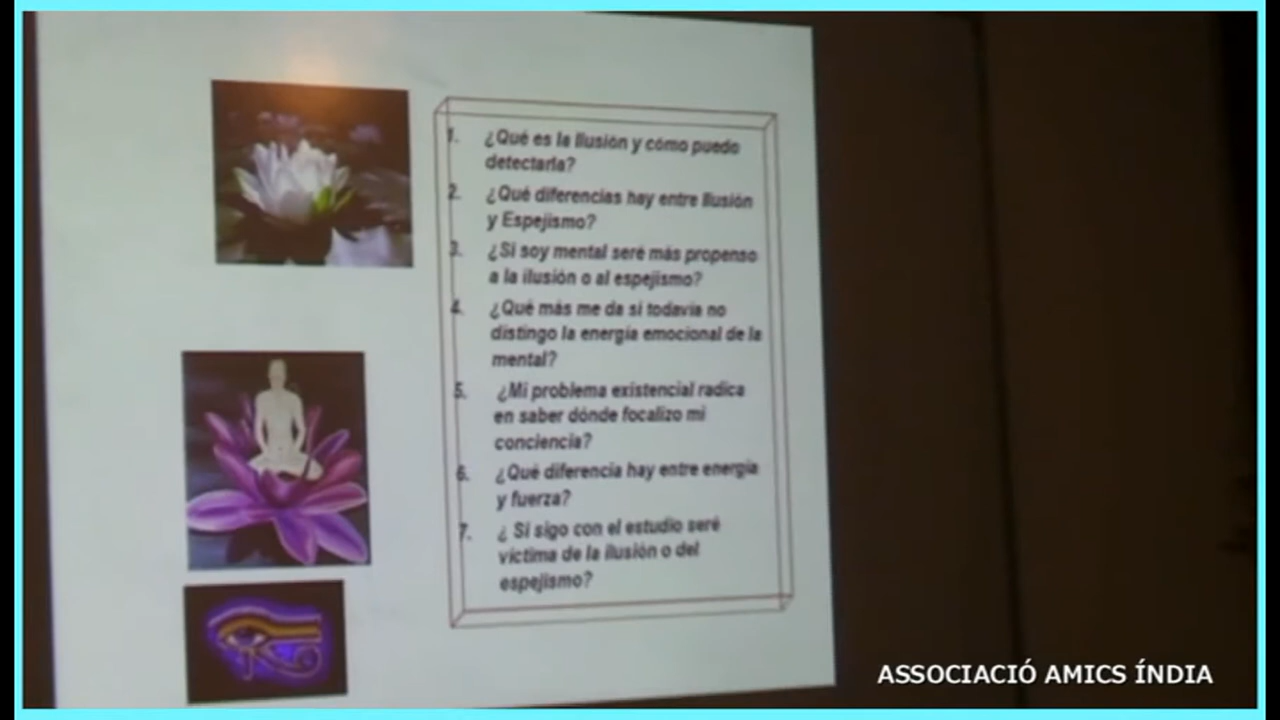 1. ¿Qué es la Ilusión y cómo puedo
detectarla?
2. ¿Qué diferencias hay entre Ilusión
y Espejismo?
3. ¿Si soy mental seré más propenso
a la ilusión o al espejismo?
4. ¿Qué más me da si todavía no
distingo la energía emocional de la
mental?
5. ¿Mi problema existencial radica
en saber dónde focalizo mi
conciencia?
6. ¿Qué diferencia hay entre energía
y fuerza?
7. ¿ Si sigo con el estudio seré
víctima de la ilusión o del
espejismo?
ASSOCIACIÓ AMICS ÍNDIA